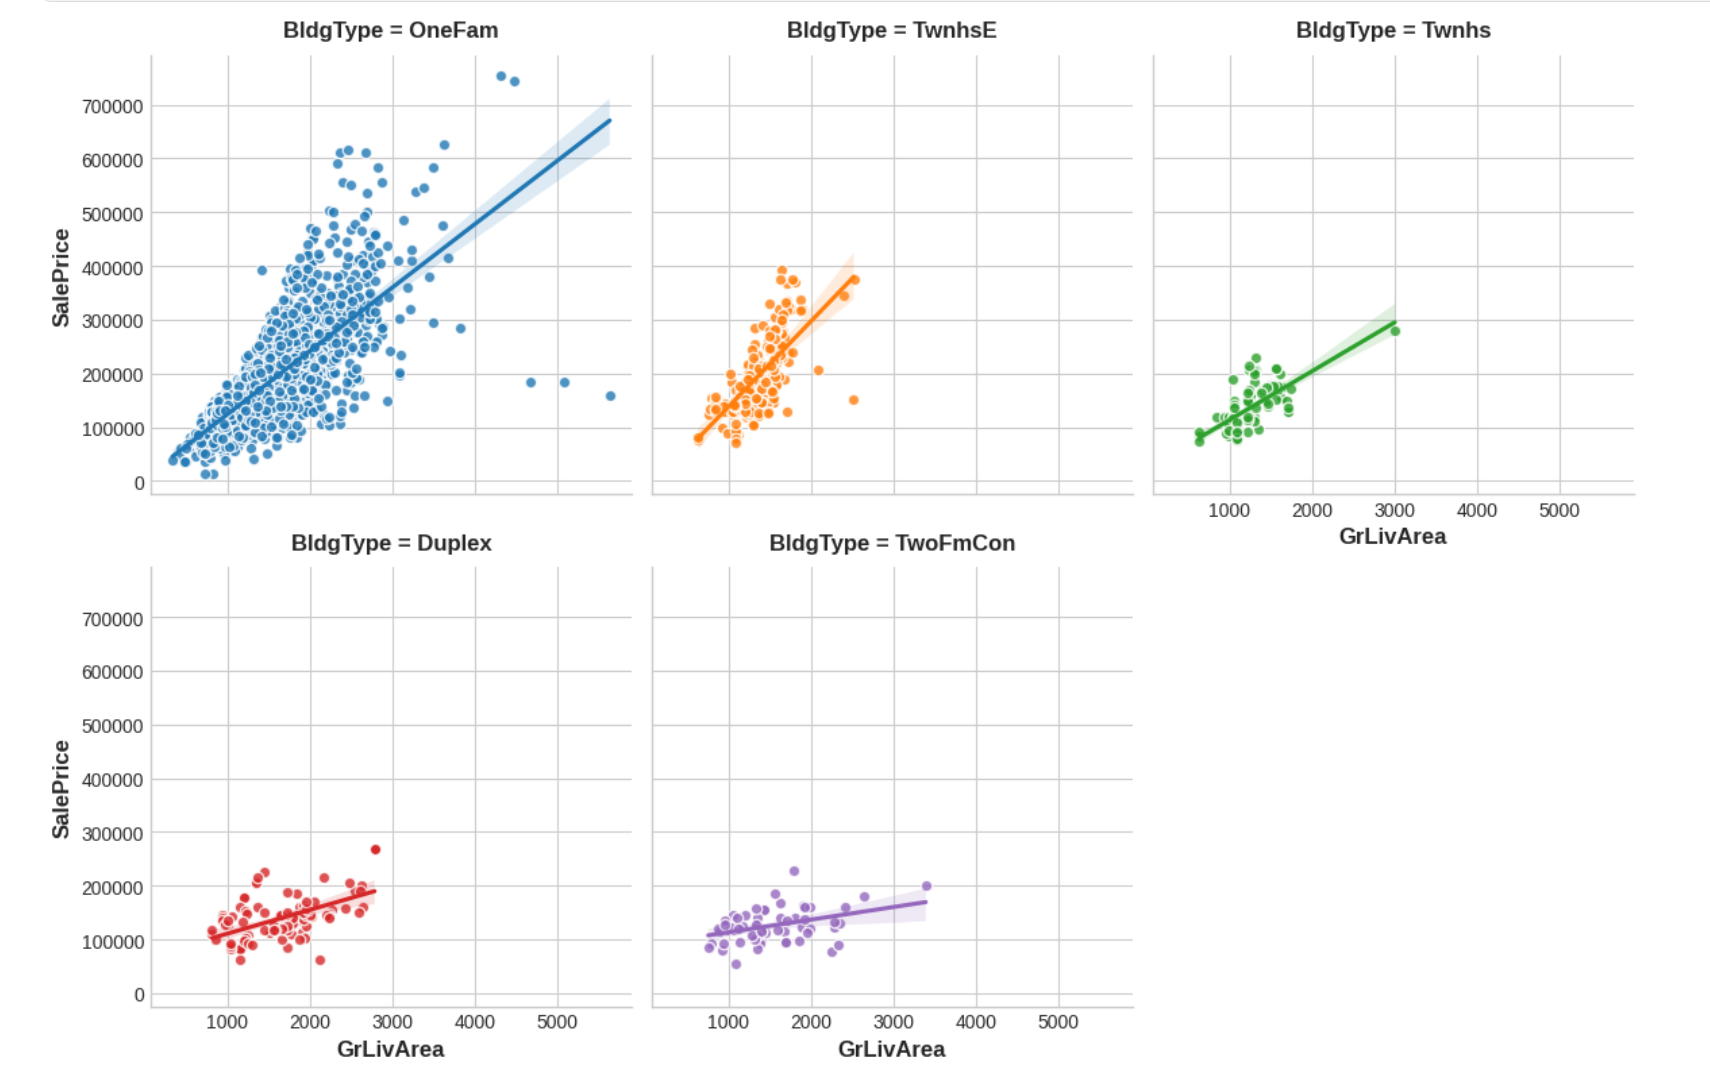 BldgType = OneFam
BldgType = TwnhsE
BldgType = Twnhs
700000
600000
500000
400000
300000
200000
100000
0
SalePrice
1000 2000 3000 4000 5000
GrLivArea
BldgType = Duplex
BldgType = TwoFmCon
700000
600000
500000
400000
300000
200000
100000
0
SalePrice
1000 2000 3000 4000 5000
GrLivArea
1000 2000 3000 4000 5000
GrLivArea